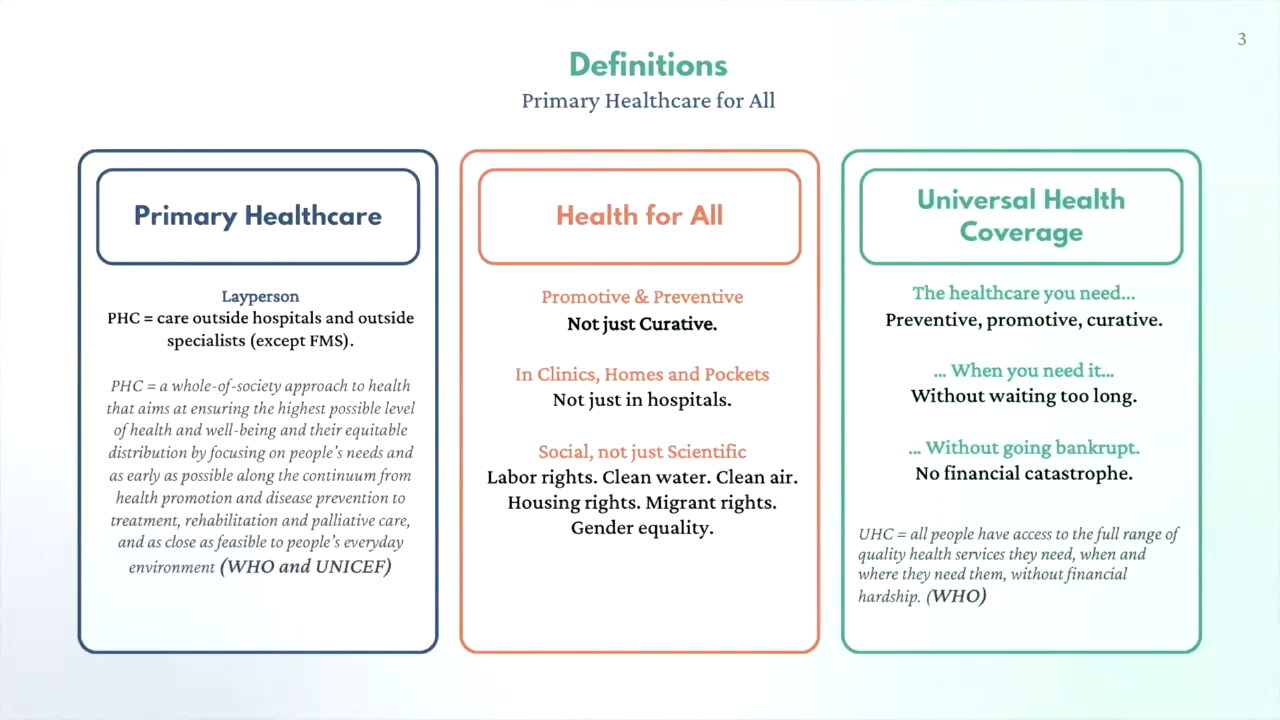 3
Definitions
Primary Healthcare for All
Primary Healthcare
Layperson
PHC = care outside hospitals and outside
specialists (except FMS).
PHC = a whole-of-society approach to health
that aims at ensuring the highest possible level
of health and well-being and their equitable
distribution by focusing on people's needs and
as early as possible along the continuum from
health promotion and disease prevention to
treatment, rehabilitation and palliative care,
and as close as feasible to people's everyday
environment (WHO and UNICEF)
Health for All
Promotive & Preventive
Not just Curative.
In Clinics, Homes and Pockets
Not just in hospitals.
Social, not just Scientific
Labor rights. Clean water. Clean air.
Housing rights. Migrant rights.
Gender equality.
Universal Health
Coverage
The healthcare you need...
Preventive, promotive, curative.
... When you need it...
Without waiting too long.
... Without going bankrupt.
No financial catastrophe.
UHC = all people have access to the full range of
quality health services they need, when and
where they need them, without financial
hardship. (WHO)